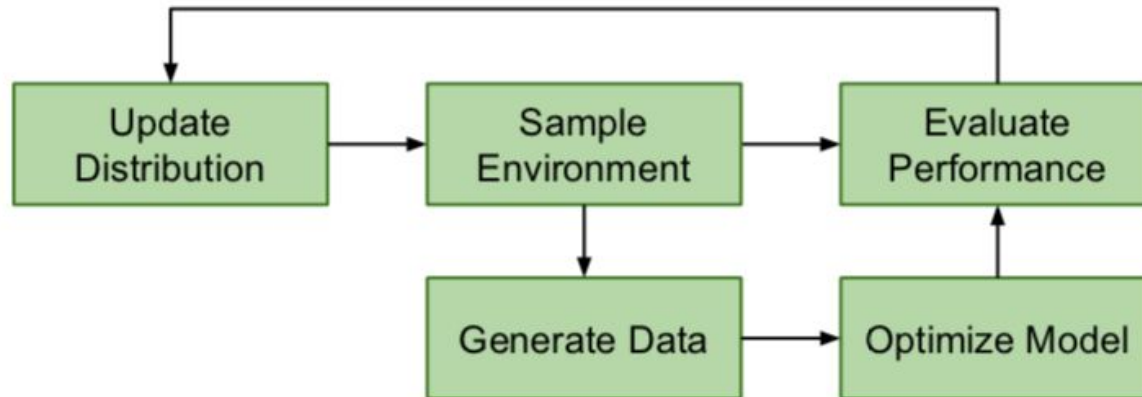 Update
Distribution
Sample
Environment
Evaluate
Performance
Generate Data
Optimize Model